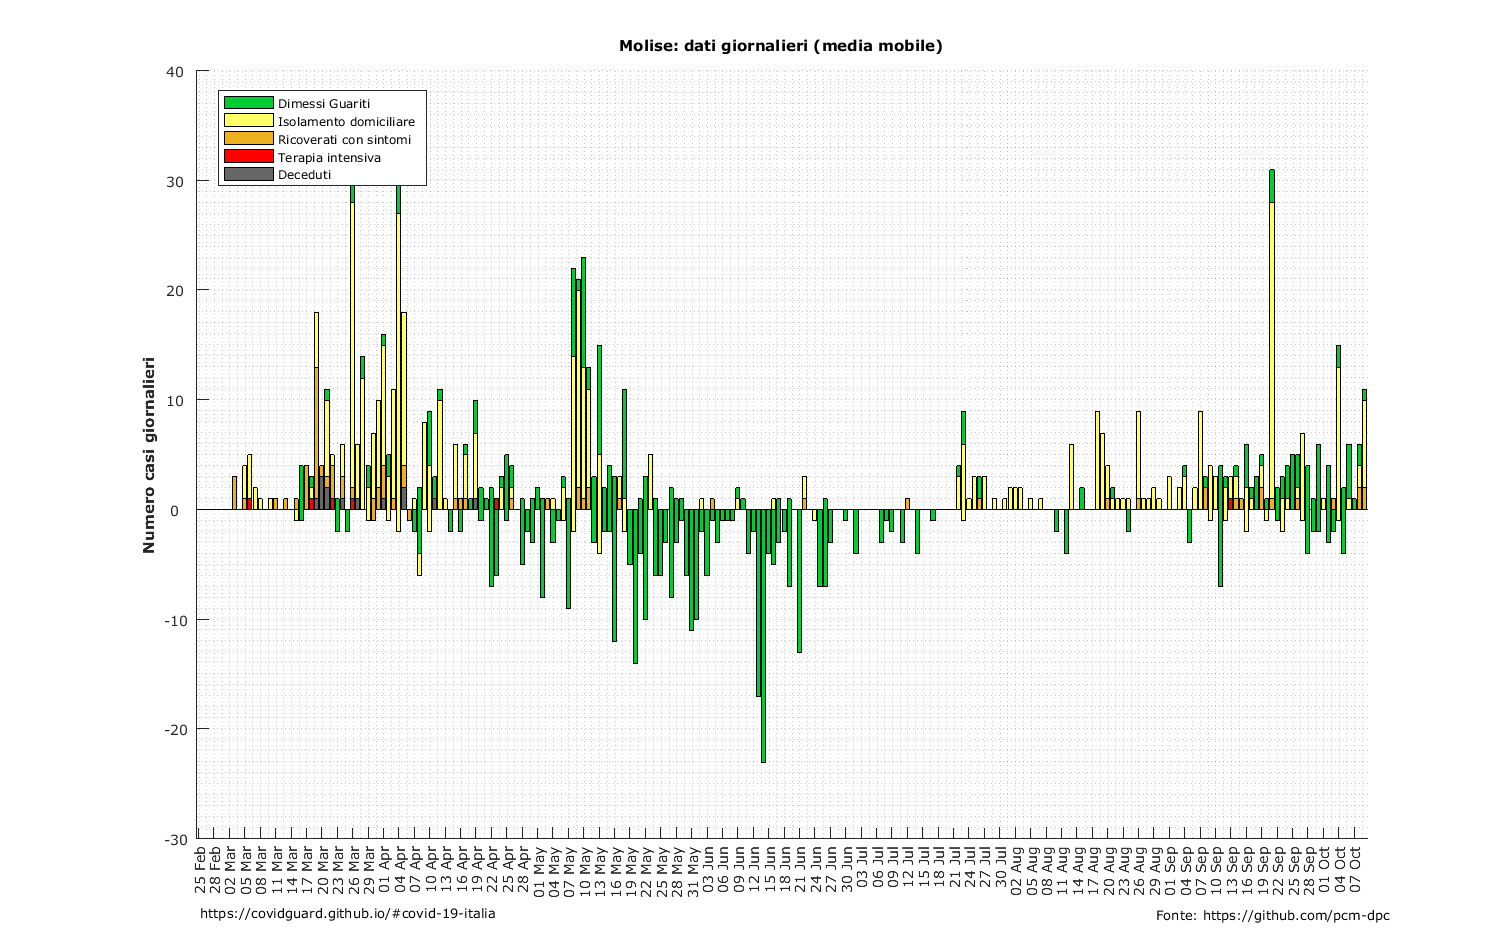 Molise: dati giornalieri (media mobile)
40
30
20
10
0
-10
-20
-30
Numero casi giornalieri
Dimessi Guariti
Isolamento domiciliare
Ricoverati con sintomi
Terapia intensiva
Deceduti
25 Feb
28 Feb
02 Mar
05 Mar
08 Mar
11 Mar
14 Mar
17 Mar
20 Mar
23 Mar
26 Mar
29 Mar
01 Apr
04 Apr
07 Apr
10 Apr
13 Apr
16 Apr
19 Apr
22 Apr
25 Apr
28 Apr
01 May
04 May
07 May
10 May
13 May
16 May
19 May
22 May
25 May
28 May
31 May
03 Jun
06 Jun
09 Jun
12 Jun
15 Jun
18 Jun
21 Jun
24 Jun
27 Jun
30 Jun
03 Jul
06 Jul
09 Jul
12 Jul
15 Jul
18 Jul
21 Jul
24 Jul
27 Jul
30 Jul
02 Aug
05 Aug
08 Aug
11 Aug
14 Aug
17 Aug
20 Aug
23 Aug
26 Aug
29 Aug
01 Sep
04 Sep
07 Sep
10 Sep
13 Sep
16 Sep
19 Sep
22 Sep
25 Sep
28 Sep
01 Oct
04 Oct
07 Oct
https://covidguard.github.io/#covid-19-italia
Fonte: https://github.com/pcm-dpc